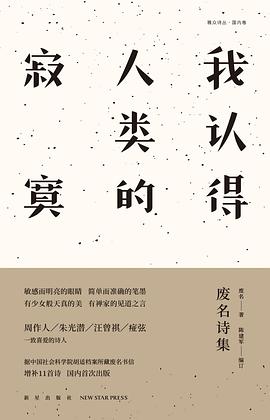 雅众诗丛·国内卷
我认得
人类的
寂寞
敏感而明亮的眼睛 简单而准确的笔墨
有少女般天真的美 有禅家的见道之言
周作人/朱光潜/汪曾祺/痖弦
一致喜爱的诗人
据中国社会科学院胡适档案所藏废名书信
增补11首诗 国内首次出版
新星出版社 NEW STAR PRESS
废名诗集
废名 著 陈建军 编订